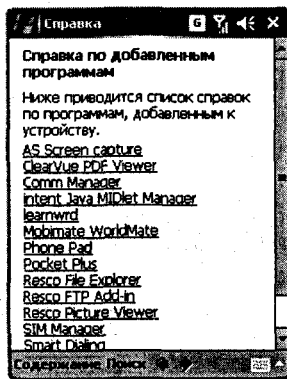 Справка
G
Справка по добавленным
программам
Ниже приводится список справок
по программам, добавленным к
устройству.
AS Screen capture
ClearVue PDF Viewer
Comm Manager
intent Java MIDlet Manager
learnwrd
Mobimate WorldMate
Phone Pad
Pocket Plus
Resco File Explorer
Resco FTP Add-in
Resco Picture Viewer
SIM Manager
Smart Dialing
Содержание Поиск